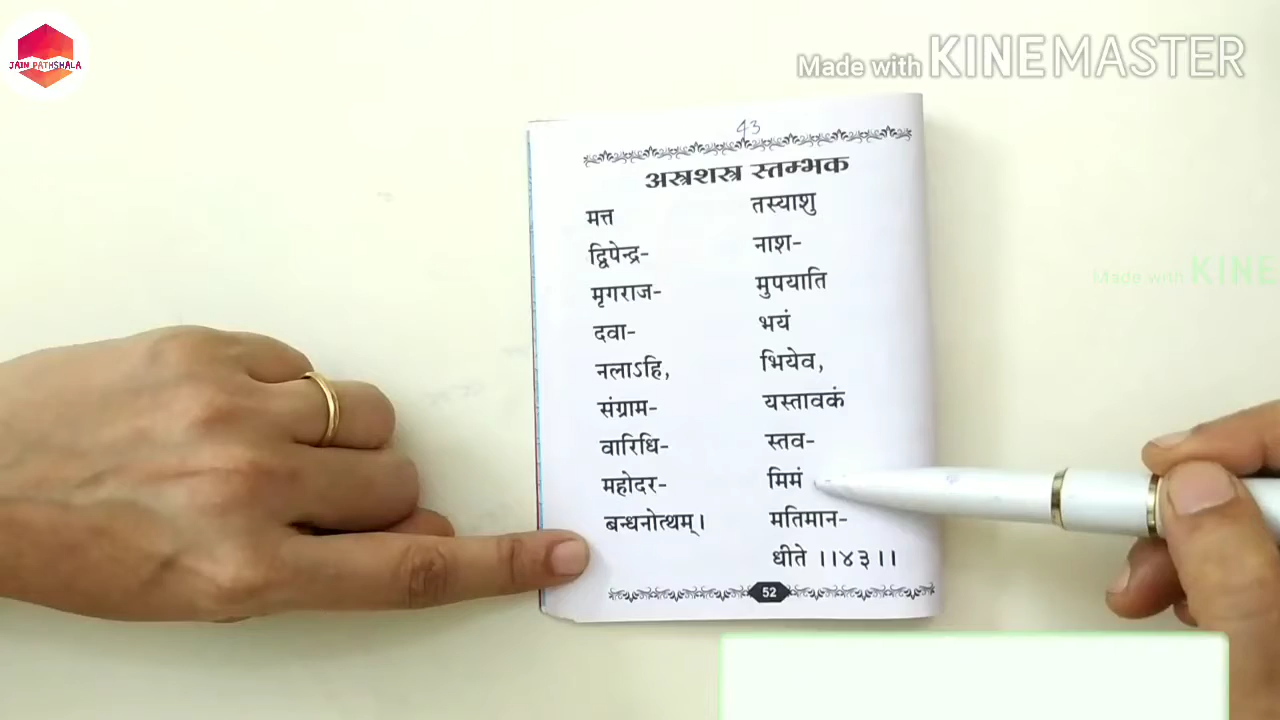 JAIN PATHSHALA
Made with KINEMASTER
43
अस्त्रशस्त्र स्तम्भक
मत्त
द्विपेन्द्र-
मृगराज-
दवा-
नलाऽहि,
संग्राम-
वारिधि-
महोदर-
बन्धनोत्थम्।
तस्याशु
नाश-
मुपयाति
भयं
भियेव,
यस्तावकं
स्तव-
मिमं
मतिमान-
धीते ।।४३।।
52
Made with KINE